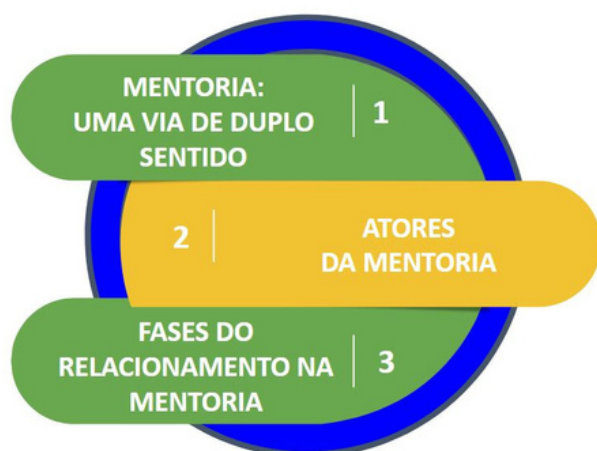 MENTORIA:
UMA VIA DE DUPLO
SENTIDO
1
2
ATORES
DA MENTORIA
FASES DO
RELACIONAMENTO NA
MENTORIA
3